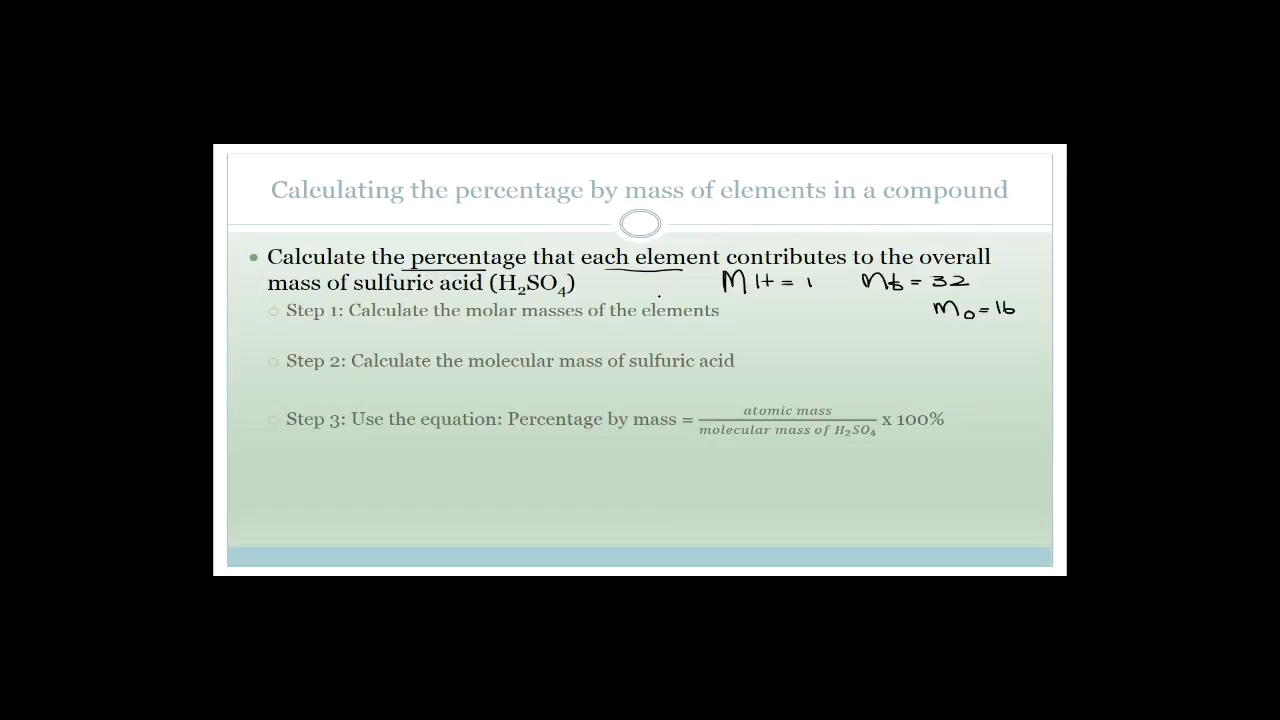 Calculating the percentage by mass of elements in a compound
• Calculate the percentage that each element contributes to the overall
mass of sulfuric acid (H₂SO₄)
M H = 1
= 32
Step 1: Calculate the molar masses of the elements
M₀ = 16
Step 2: Calculate the molecular mass of sulfuric acid
Step 3: Use the equation: Percentage by mass = atomic mass / molecular mass of H₂SO₄ x 100%